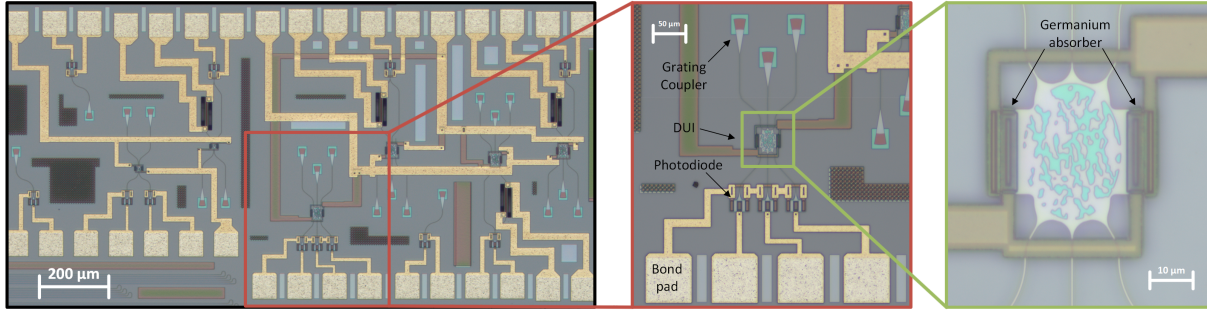 200 µm
50 µm
Grating
Coupler
DUI
Photodiode
Bond
pad
Germanium
absorber
10 µm